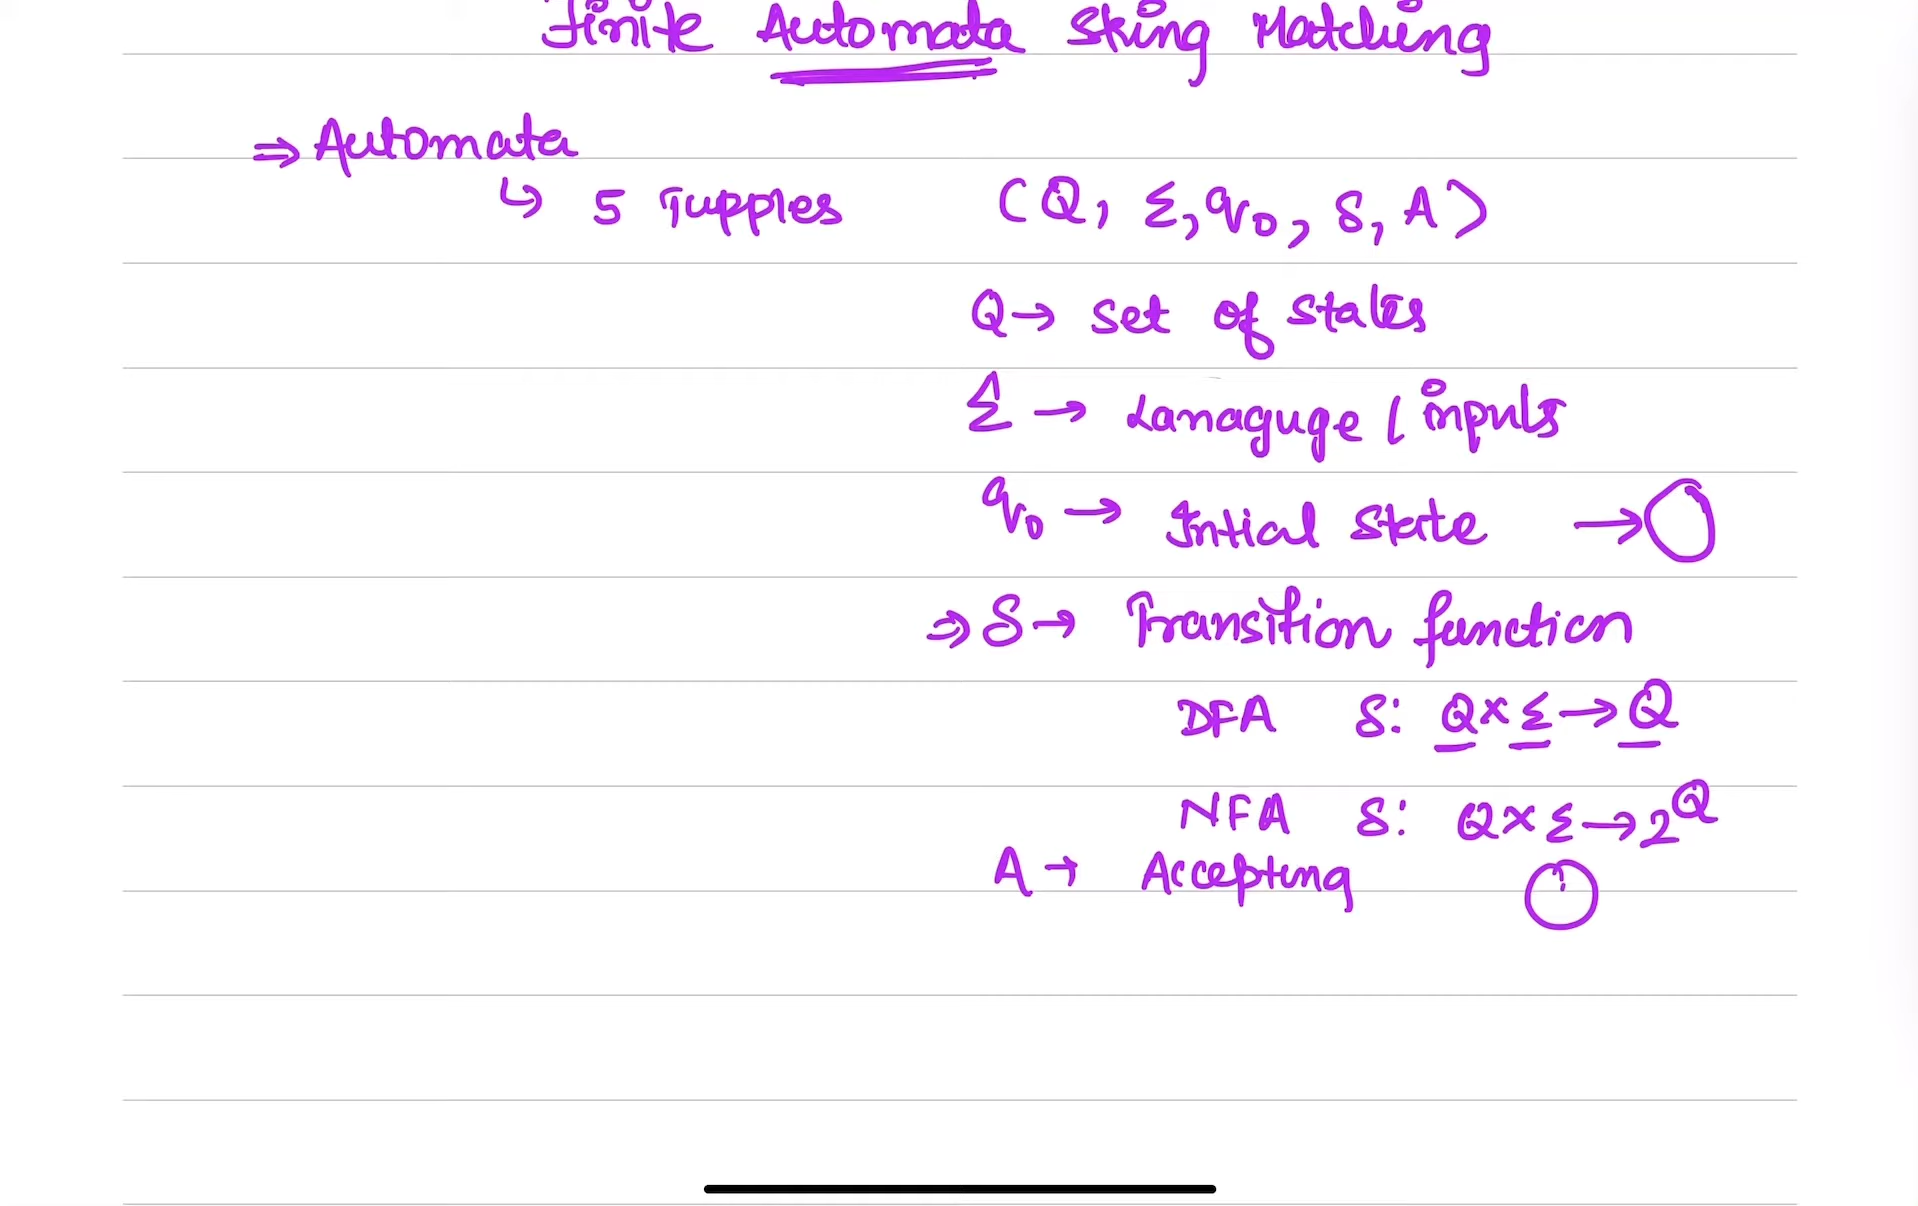 Finite Automata String Matching
⇒ Automata
↳ 5 Tupples (Q, Σ, q0, δ, A)
Q → set of states
Σ → Lanaguge / inputs
q0 → Intial state →
⇒ δ → Transition function
DFA δ: Q×Σ → Q
NFA δ: Q×Σ → 2^Q
A → Accepting